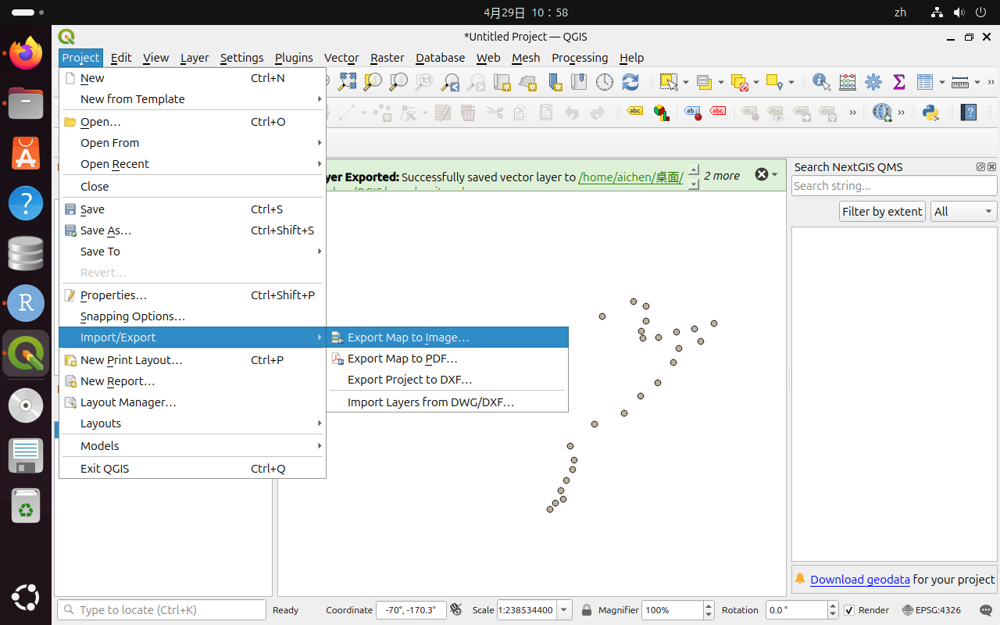 4月29日 10：58
zh
*Untitled Project — QGIS
Project Edit View Layer Settings Plugins Vector Raster Database Web Mesh Processing Help
New Ctrl+N
New from Template
Open… Ctrl+O
Open From
Open Recent
Close
Save Ctrl+S
Save As… Ctrl+Shift+S
Save To
Revert…
Properties… Ctrl+Shift+P
Snapping Options…
Import/Export
New Print Layout… Ctrl+P
New Report…
Layout Manager…
Layouts
Models
Exit QGIS Ctrl+Q
Export Map to Image…
Export Map to PDF…
Export Project to DXF…
Import Layers from DWG/DXF…
yer Exported: Successfully saved vector layer to /home/aichen/桌面/
2 more
Search NextGIS QMS
Search string...
Filter by extent All
Download geodata for your project
Type to locate (Ctrl+K) Ready Coordinate -70°, -170.3° Scale 1:238534400 Magnifier 100% Rotation 0.0 ° Render EPSG:4326